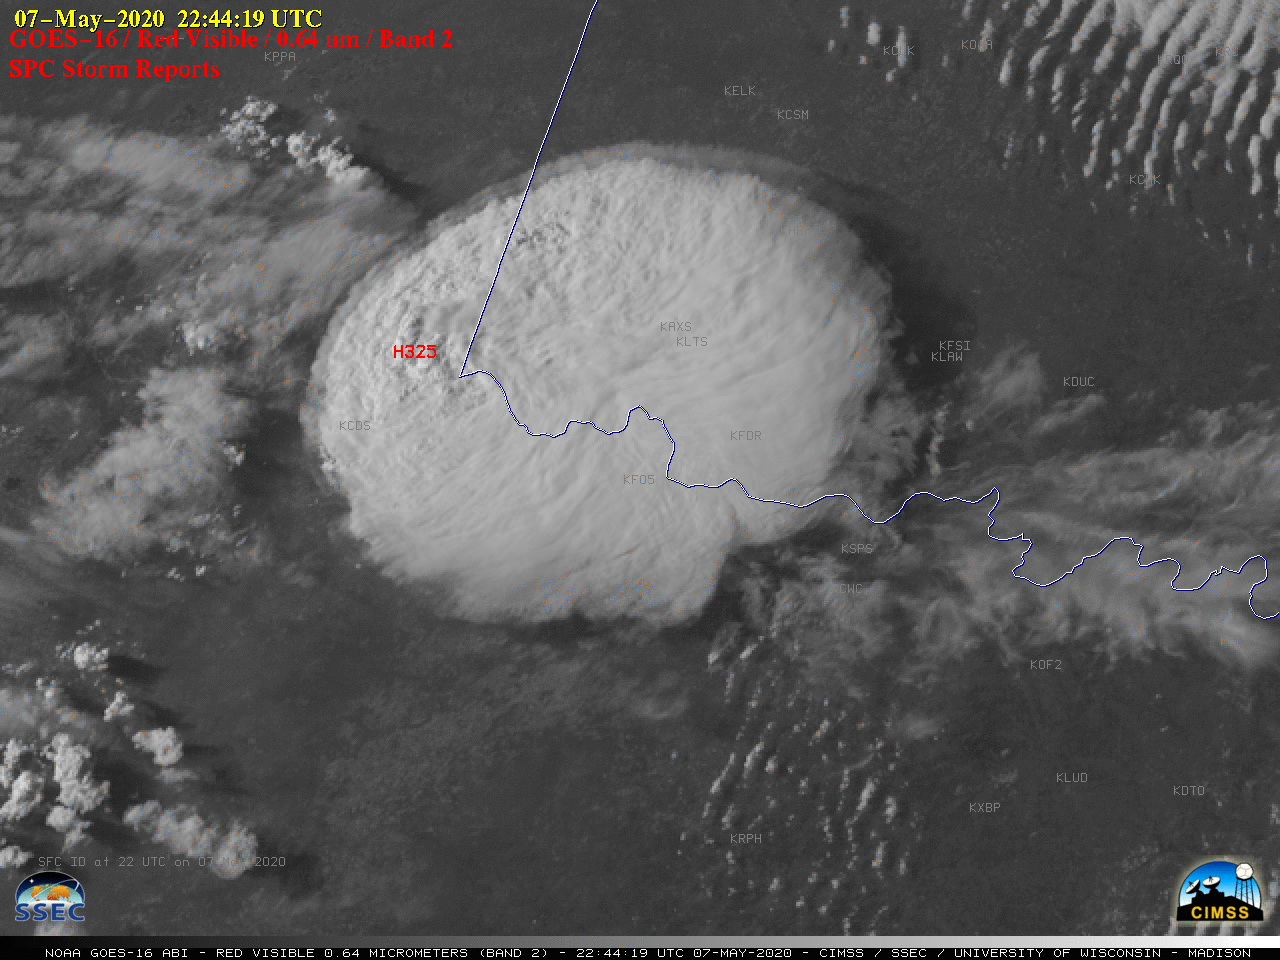 07-May-2020 22:44:19 UTC
GOES-16 / Red Visible / 0.64 um / Band 2
SPC Storm Reports
KPPA
KELK
KCSM
KAXS
KLTS
KFSI
KLAW
H325
KDUC
KCDS
KFDR
KF05
KSPS
KCWC
KOF2
KLUD
KDTO
KXBP
KRPH
SFC ID at 22 UTC on 07-May-2020
SSEC
CIMSS
NOAA GOES-16 ABI - RED VISIBLE 0.64 MICROMETERS (BAND 2) - 22:44:19 UTC 07-MAY-2020 - CIMSS / SSEC / UNIVERSITY OF WISCONSIN - MADISON